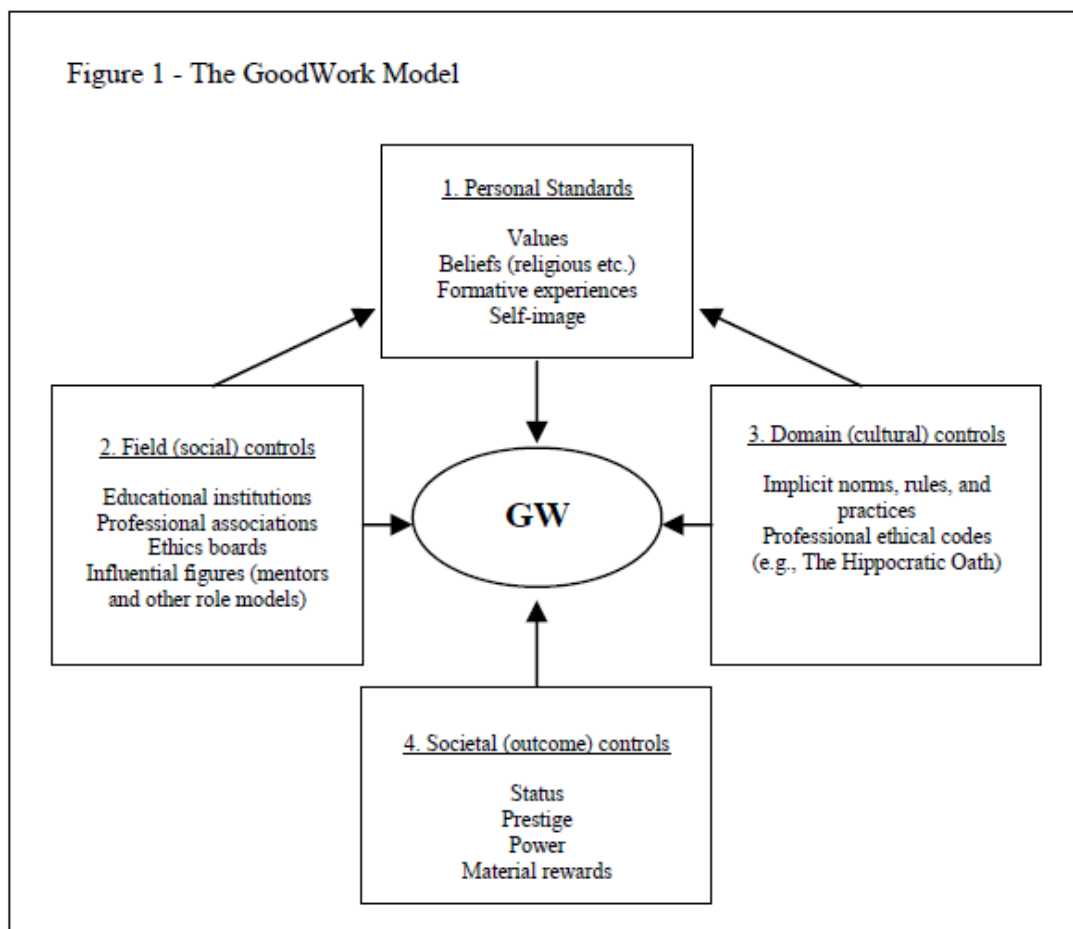 Figure 1 - The GoodWork Model
1. Personal Standards
Values
Beliefs (religious etc.)
Formative experiences
Self-image
2. Field (social) controls
Educational institutions
Professional associations
Ethics boards
Influential figures (mentors
and other role models)
GW
3. Domain (cultural) controls
Implicit norms, rules, and
practices
Professional ethical codes
(e.g., The Hippocratic Oath)
4. Societal (outcome) controls
Status
Prestige
Power
Material rewards